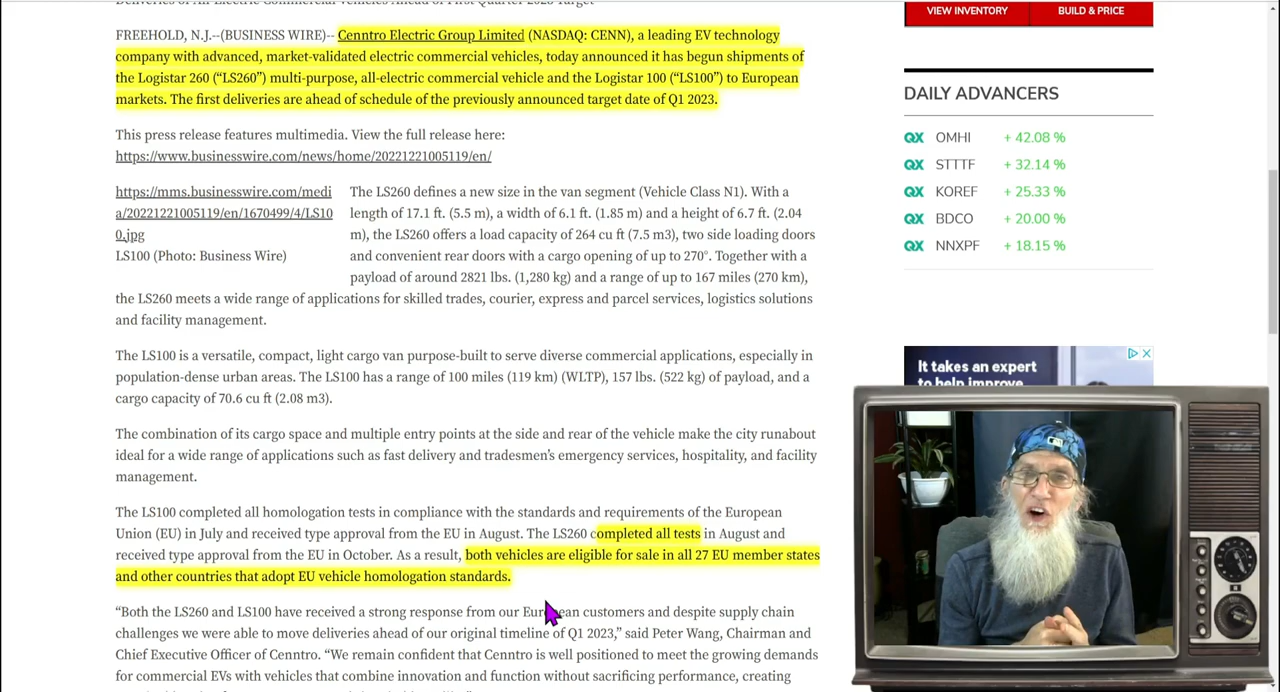 Deliveries of All-Electric Commercial Vehicles Ahead of First Quarter 2023 Target
FREEHOLD, N.J.--(BUSINESS WIRE)-- Cenntro Electric Group Limited (NASDAQ: CENN), a leading EV technology
company with advanced, market-validated electric commercial vehicles, today announced it has begun shipments of
the Logistar 260 (“LS260”) multi-purpose, all-electric commercial vehicle and the Logistar 100 (“LS100”) to European
markets. The first deliveries are ahead of schedule of the previously announced target date of Q1 2023.
This press release features multimedia. View the full release here:
https://www.businesswire.com/news/home/20221221005119/en/
https://mms.businesswire.com/medi
a/20221221005119/en/1670499/4/LS10
0.jpg
LS100 (Photo: Business Wire)
The LS260 defines a new size in the van segment (Vehicle Class N1). With a
length of 17.1 ft. (5.5 m), a width of 6.1 ft. (1.85 m) and a height of 6.7 ft. (2.04
m), the LS260 offers a load capacity of 264 cu ft (7.5 m3), two side loading doors
and convenient rear doors with a cargo opening of up to 270°. Together with a
payload of around 2821 lbs. (1,280 kg) and a range of up to 167 miles (270 km),
the LS260 meets a wide range of applications for skilled trades, courier, express and parcel services, logistics solutions
and facility management.
The LS100 is a versatile, compact, light cargo van purpose-built to serve diverse commercial applications, especially in
population-dense urban areas. The LS100 has a range of 100 miles (119 km) (WLTP), 157 lbs. (522 kg) of payload, and a
cargo capacity of 70.6 cu ft (2.08 m3).
The combination of its cargo space and multiple entry points at the side and rear of the vehicle make the city runabout
ideal for a wide range of applications such as fast delivery and tradesmen’s emergency services, hospitality, and facility
management.
The LS100 completed all homologation tests in compliance with the standards and requirements of the European
Union (EU) in July and received type approval from the EU in August. The LS260 completed all tests in August and
received type approval from the EU in October. As a result, both vehicles are eligible for sale in all 27 EU member states
and other countries that adopt EU vehicle homologation standards.
“Both the LS260 and LS100 have received a strong response from our European customers and despite supply chain
challenges we were able to move deliveries ahead of our original timeline of Q1 2023,” said Peter Wang, Chairman and
Chief Executive Officer of Cenntro. “We remain confident that Cenntro is well positioned to meet the growing demands
for commercial EVs with vehicles that combine innovation and function without sacrificing performance, creating
VIEW INVENTORY
BUILD & PRICE
DAILY ADVANCERS
QX OMHI + 42.08 %
QX STTTF + 32.14 %
QX KOREF + 25.33 %
QX BDCO + 20.00 %
QX NNXPF + 18.15 %
It takes an expert
to help improve